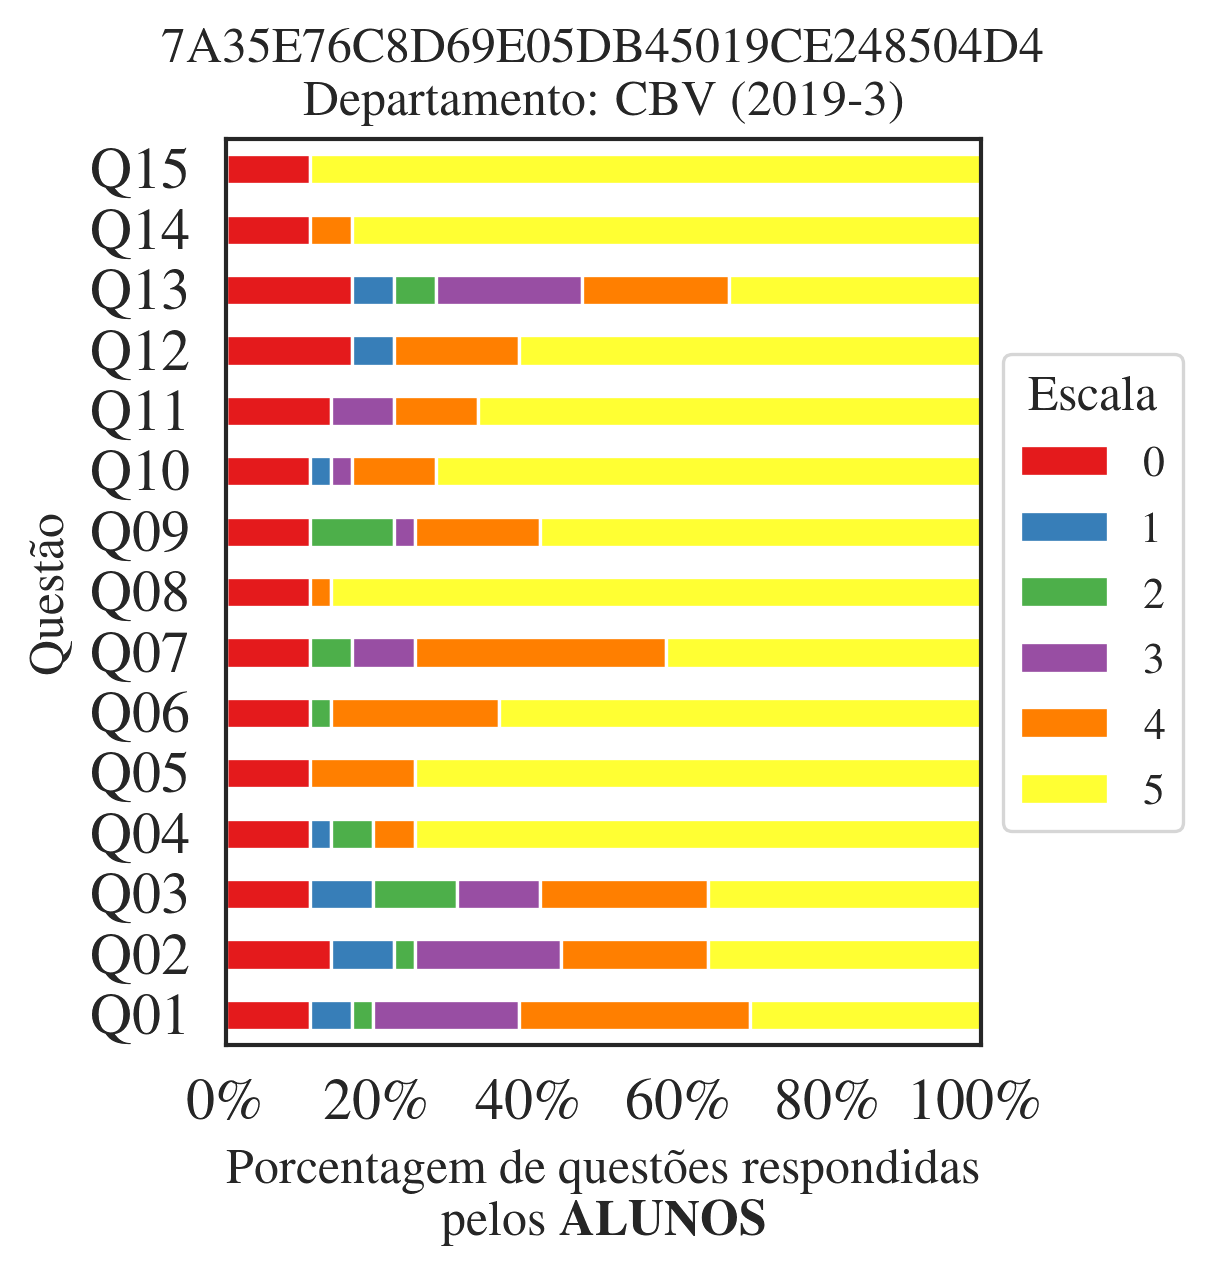 7A35E76C8D69E05DB45019CE248504D4
Departamento: CBV (2019-3)
Questão
Q15
Q14
Q13
Q12
Q11
Q10
Q09
Q08
Q07
Q06
Q05
Q04
Q03
Q02
Q01
0% 20% 40% 60% 80% 100%
Porcentagem de questões respondidas
pelos ALUNOS
Escala
0
1
2
3
4
5